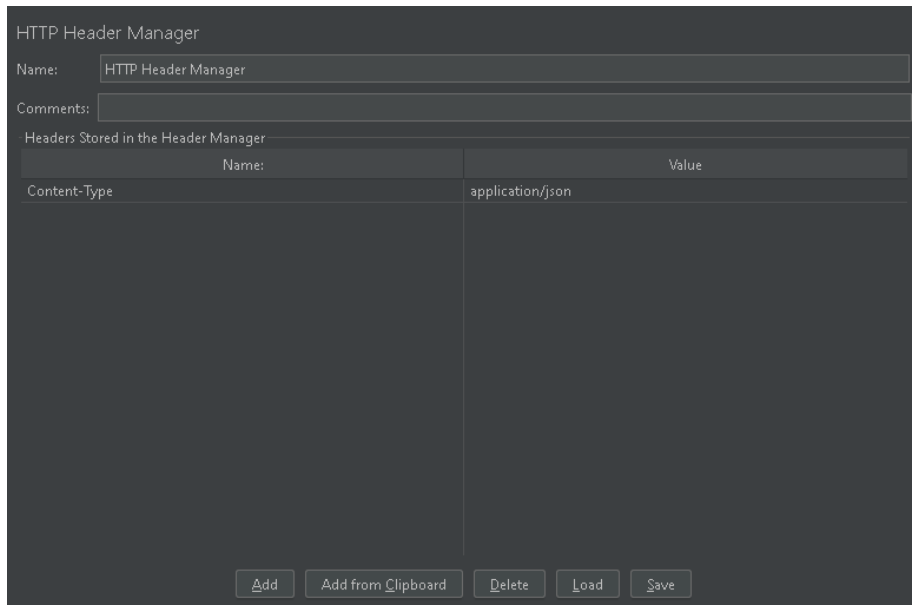 HTTP Header Manager
Name: HTTP Header Manager
Comments:
Headers Stored in the Header Manager
Name: Value
Content-Type application/json
Add Add from Clipboard Delete Load Save